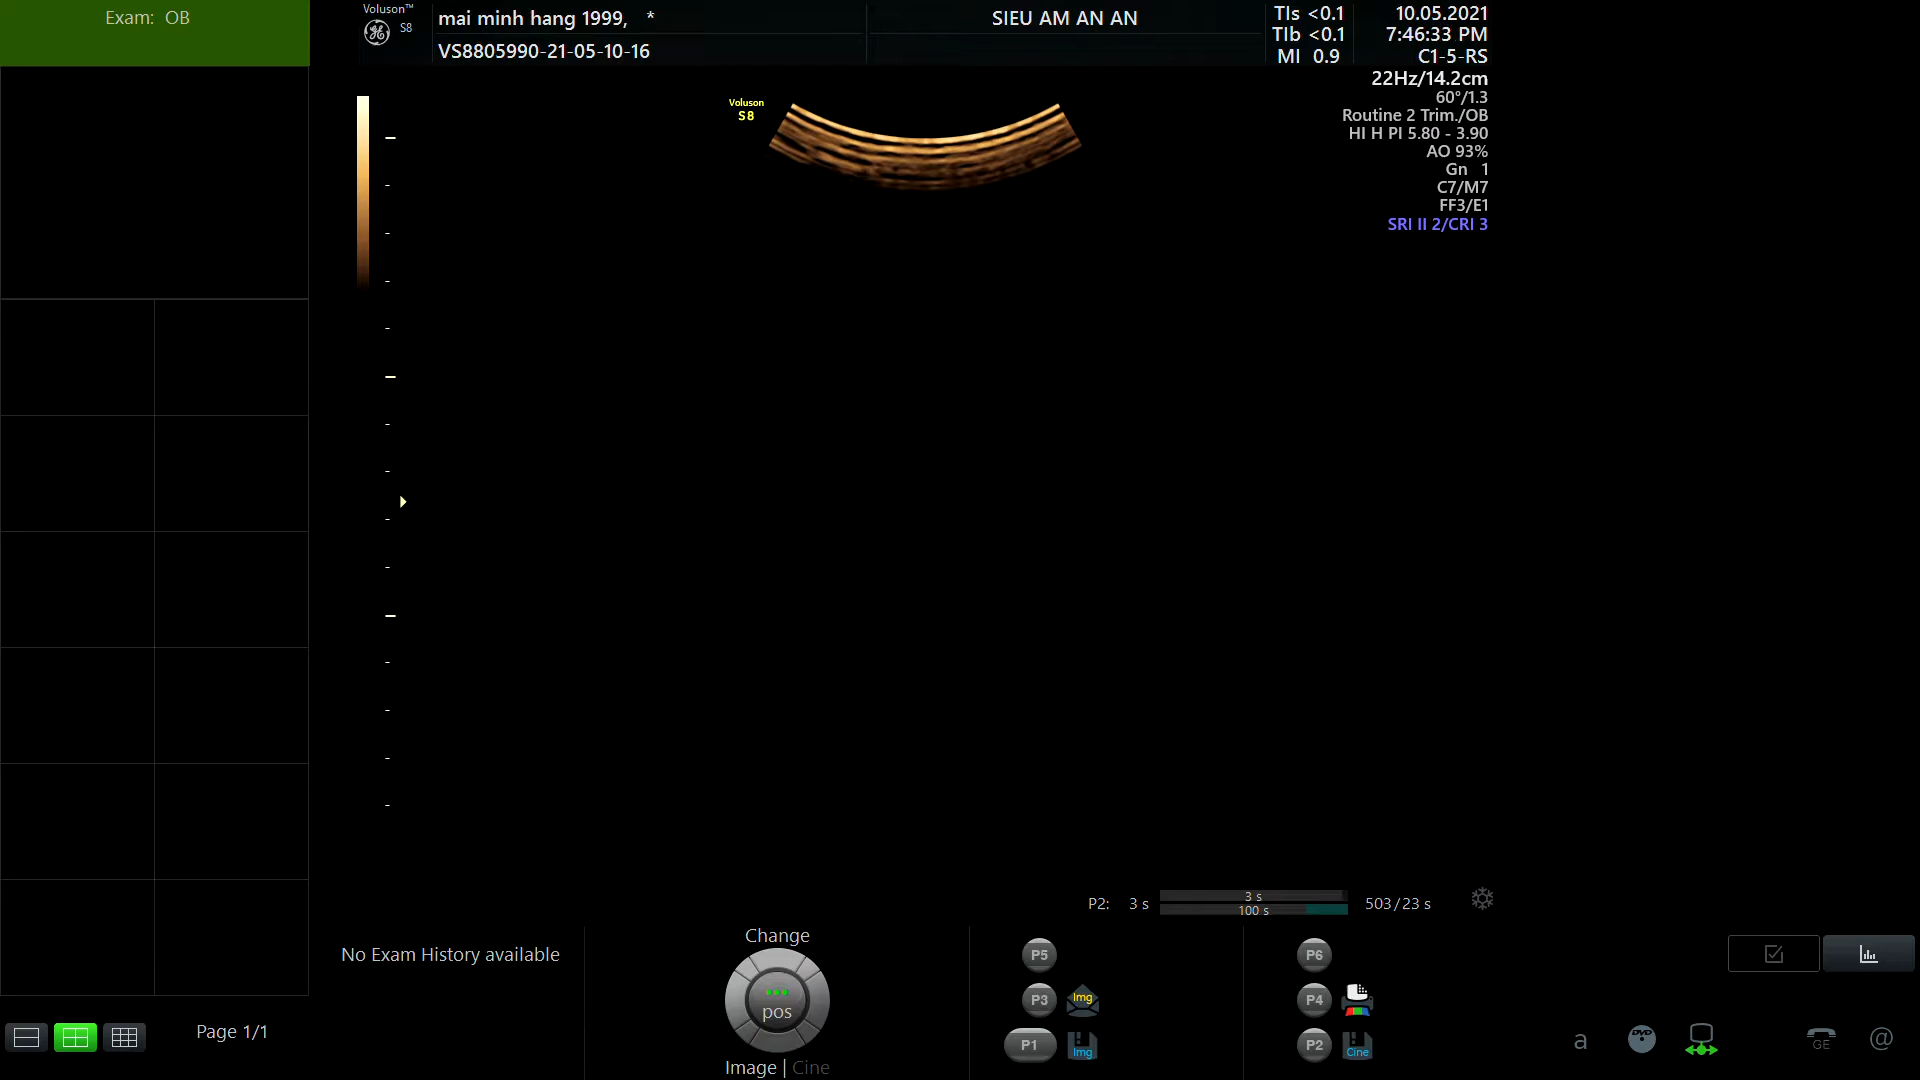 Exam: OB
Voluson™
S8
mai minh hang 1999, *
VS8805990-21-05-10-16
SIEU AM AN AN
TIs <0.1
TIb <0.1
MI 0.9
10.05.2021
7:46:33 PM
C1-5-RS
22Hz/14.2cm
60°/1.3
Routine 2 Trim./OB
HI H PI 5.80 - 3.90
AO 93%
Gn 1
C7/M7
FF3/E1
SRI II 2/CRI 3
Voluson
S8
P2: 3 s
3 s
100 s
503/23 s
No Exam History available
Change
pos
Image | Cine
P5
P3 Img
P1 Img
P6
P4
P2 Cine
Page 1/1
a
DVD
GE
@